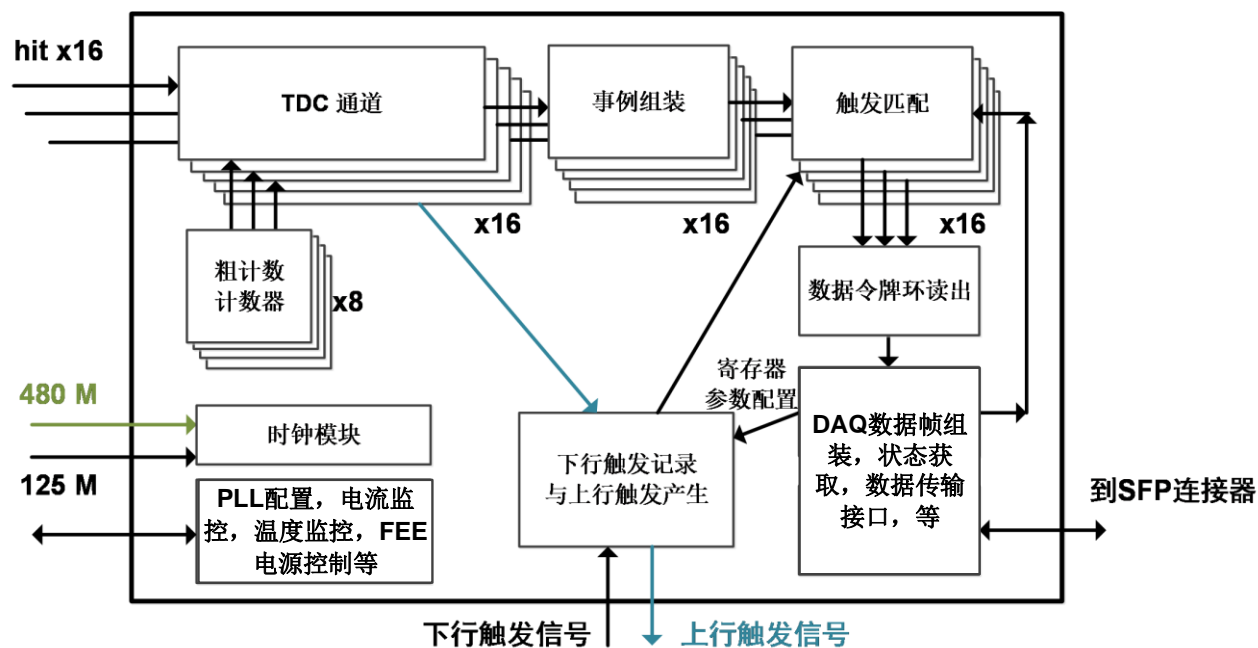 hit x16
TDC 通道
事例组装
触发匹配
x16
x16
x16
粗计数
计数器
x8
数据令牌环读出
寄存器
参数配置
480 M
时钟模块
125 M
DAQ数据帧组
装，状态获
取，数据传输
接口，等
下行触发记录
与上行触发产生
PLL配置，电流监
控，温度监控，FEE
电源控制等
到SFP连接器
下行触发信号
上行触发信号